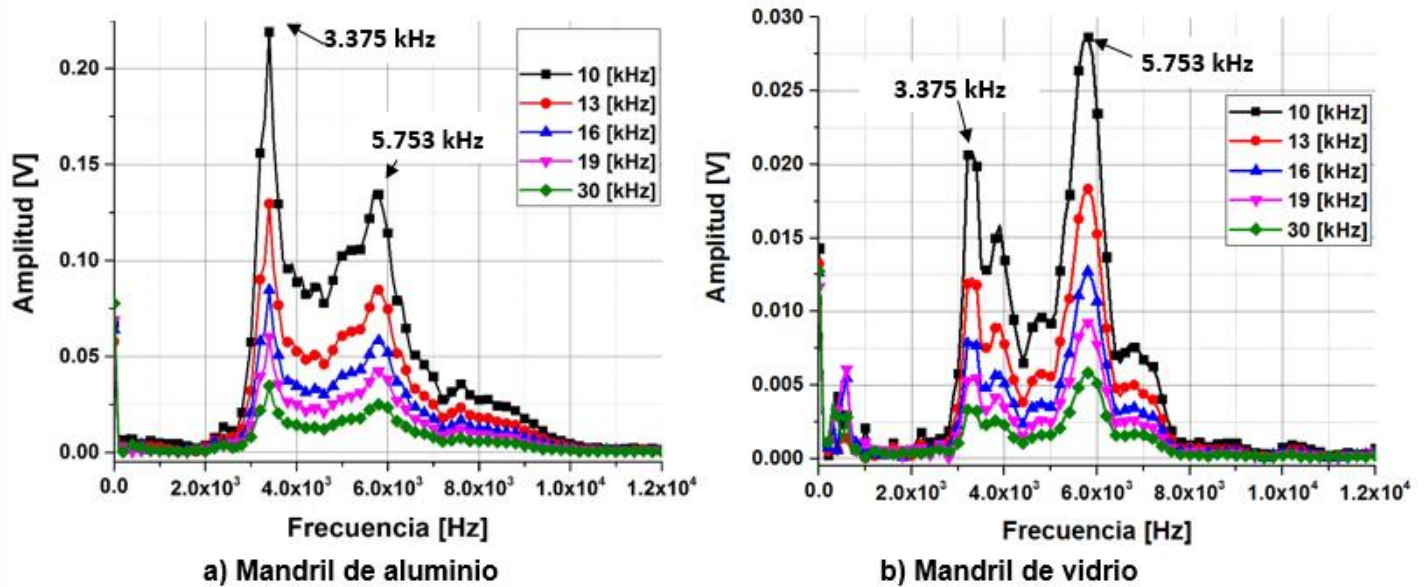 3.375 kHz
5.753 kHz
10 [kHz]
13 [kHz]
16 [kHz]
19 [kHz]
30 [kHz]
0.20
0.15
0.10
0.05
0.00
Amplitud [V]
0.0 2.0x10³ 4.0x10³ 6.0x10³ 8.0x10³ 1.0x10⁴ 1.2x10⁴
Frecuencia [Hz]
a) Mandril de aluminio
5.753 kHz
3.375 kHz
10 [kHz]
13 [kHz]
16 [kHz]
19 [kHz]
30 [kHz]
0.030
0.025
0.020
0.015
0.010
0.005
0.000
Amplitud [V]
0.0 2.0x10³ 4.0x10³ 6.0x10³ 8.0x10³ 1.0x10⁴ 1.2x10⁴
Frecuencia [Hz]
b) Mandril de vidrio